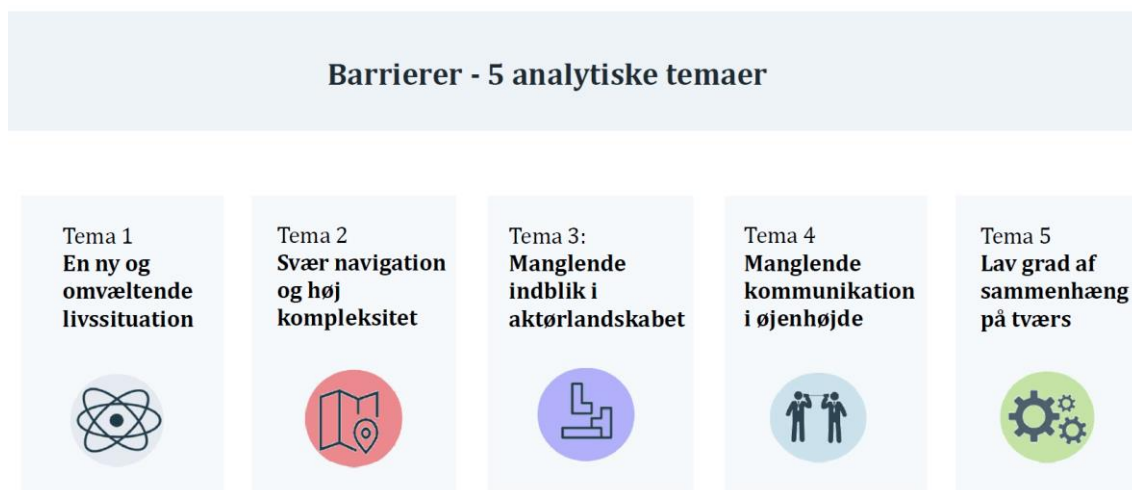 Barrierer - 5 analytiske temaer
Tema 1
En ny og
omvæltende
livssituation
Tema 2
Svær navigation
og høj
kompleksitet
Tema 3:
Manglende
indblik i
aktørlandskabet
Tema 4
Manglende
kommunikation
i øjenhøjde
Tema 5
Lav grad af
sammenhæng
på tværs